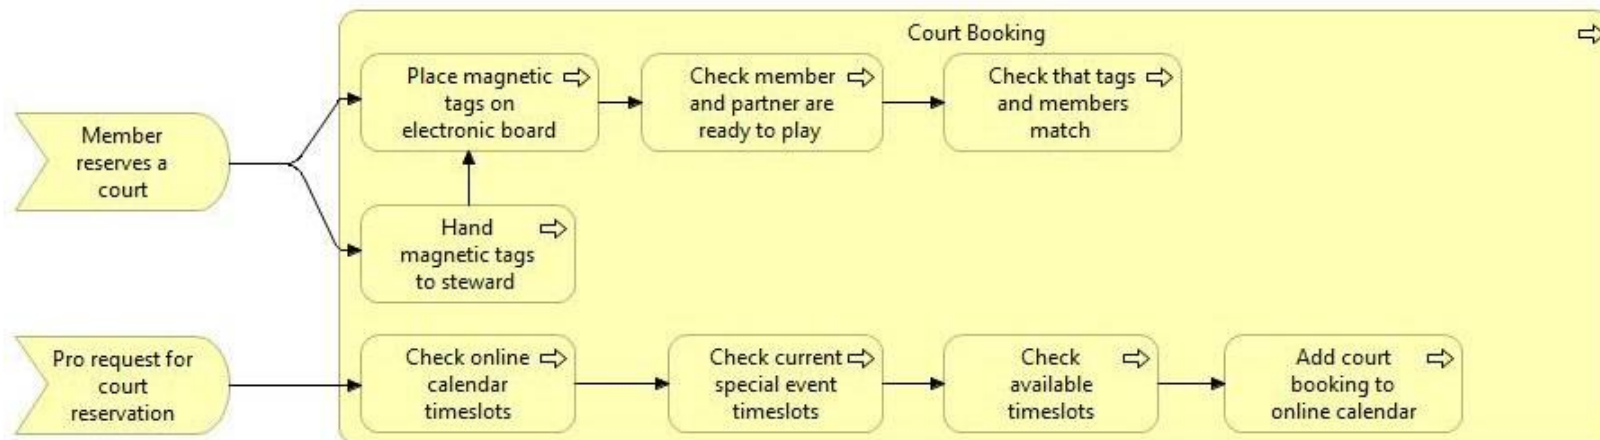 Court Booking
Member
reserves a
court
Place magnetic
tags on
electronic board
Check member
and partner are
ready to play
Check that tags
and members
match
Hand
magnetic tags
to steward
Pro request for
court
reservation
Check online
calendar
timeslots
Check current
special event
timeslots
Check
available
timeslots
Add court
booking to
online calendar